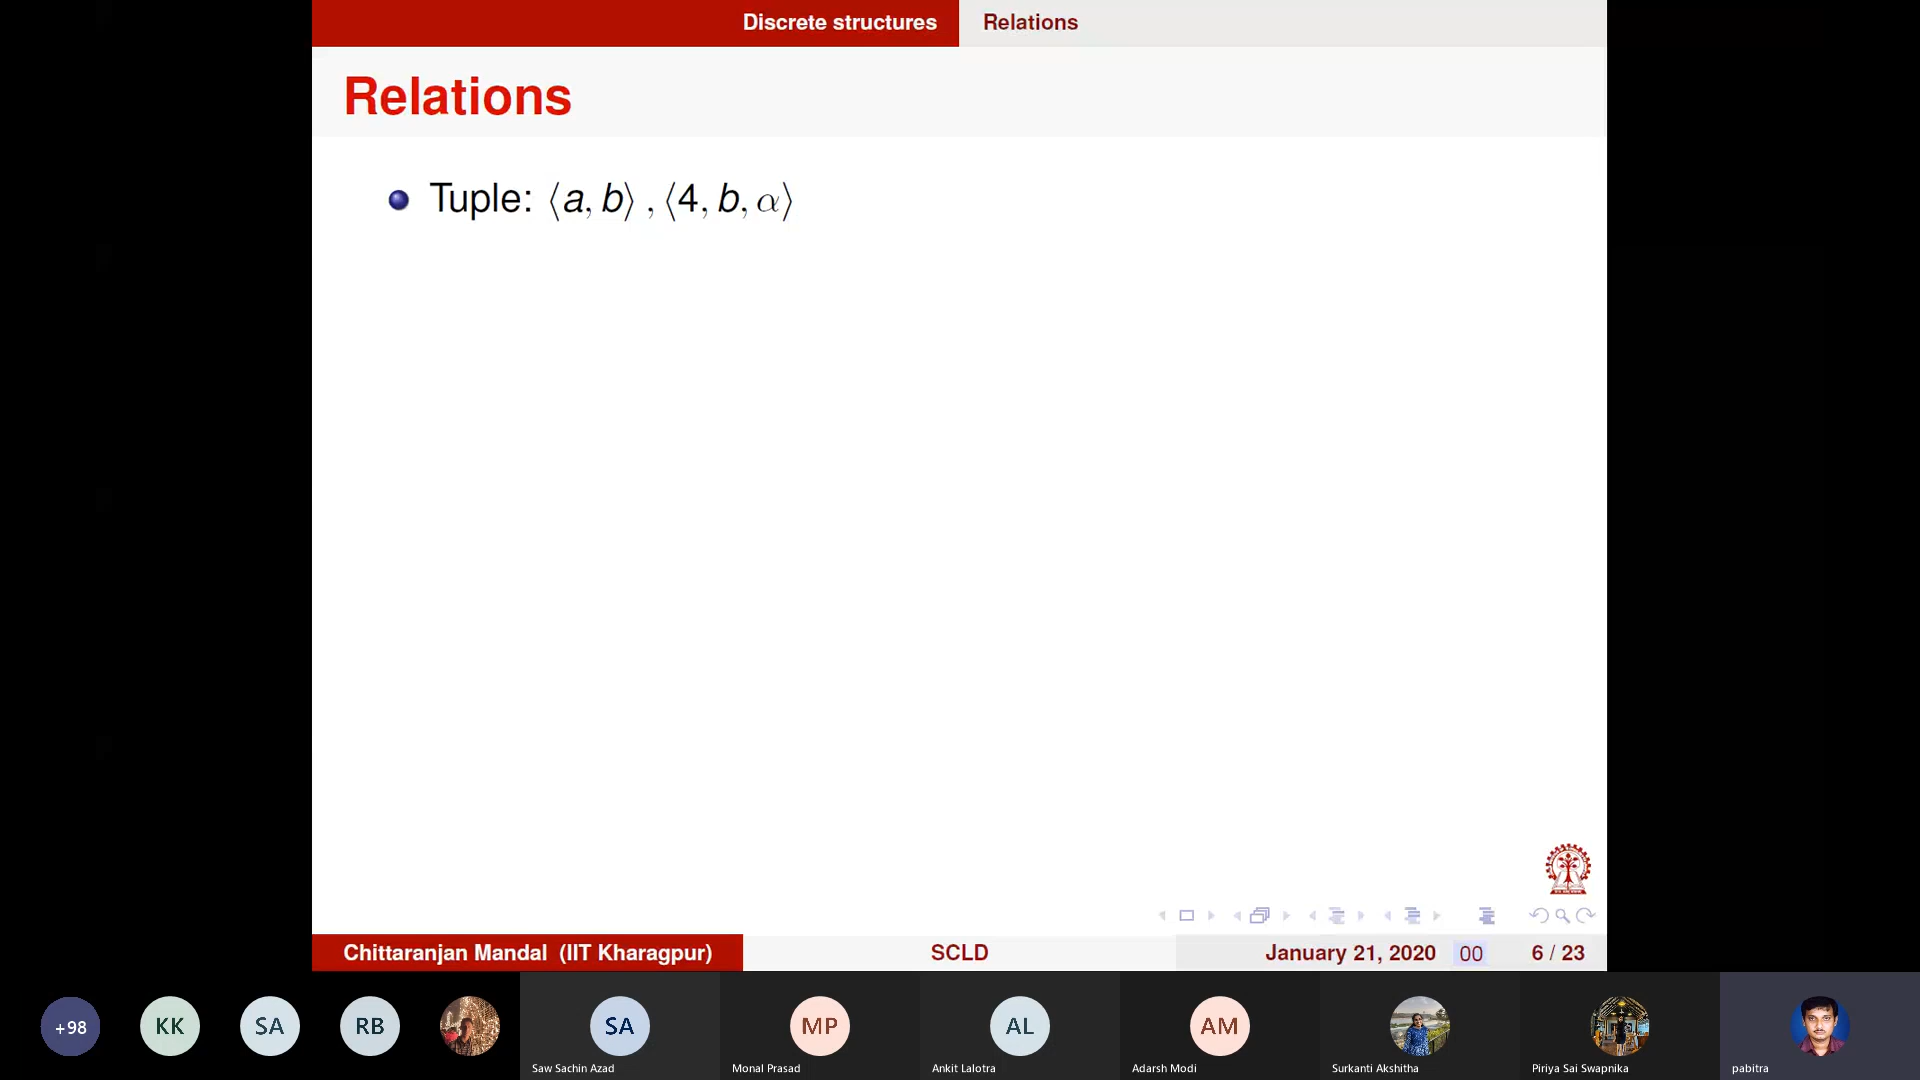 Discrete structures Relations
Relations
Tuple: ⟨a, b⟩ , ⟨4, b, α⟩
Chittaranjan Mandal (IIT Kharagpur) SCLD January 21, 2020 00 6 / 23
+98 KK SA RB SA MP AL AM
Saw Sachin Azad Monal Prasad Ankit Lalotra Adarsh Modi Surkanti Akshitha Piriya Sai Swapnika pabitra